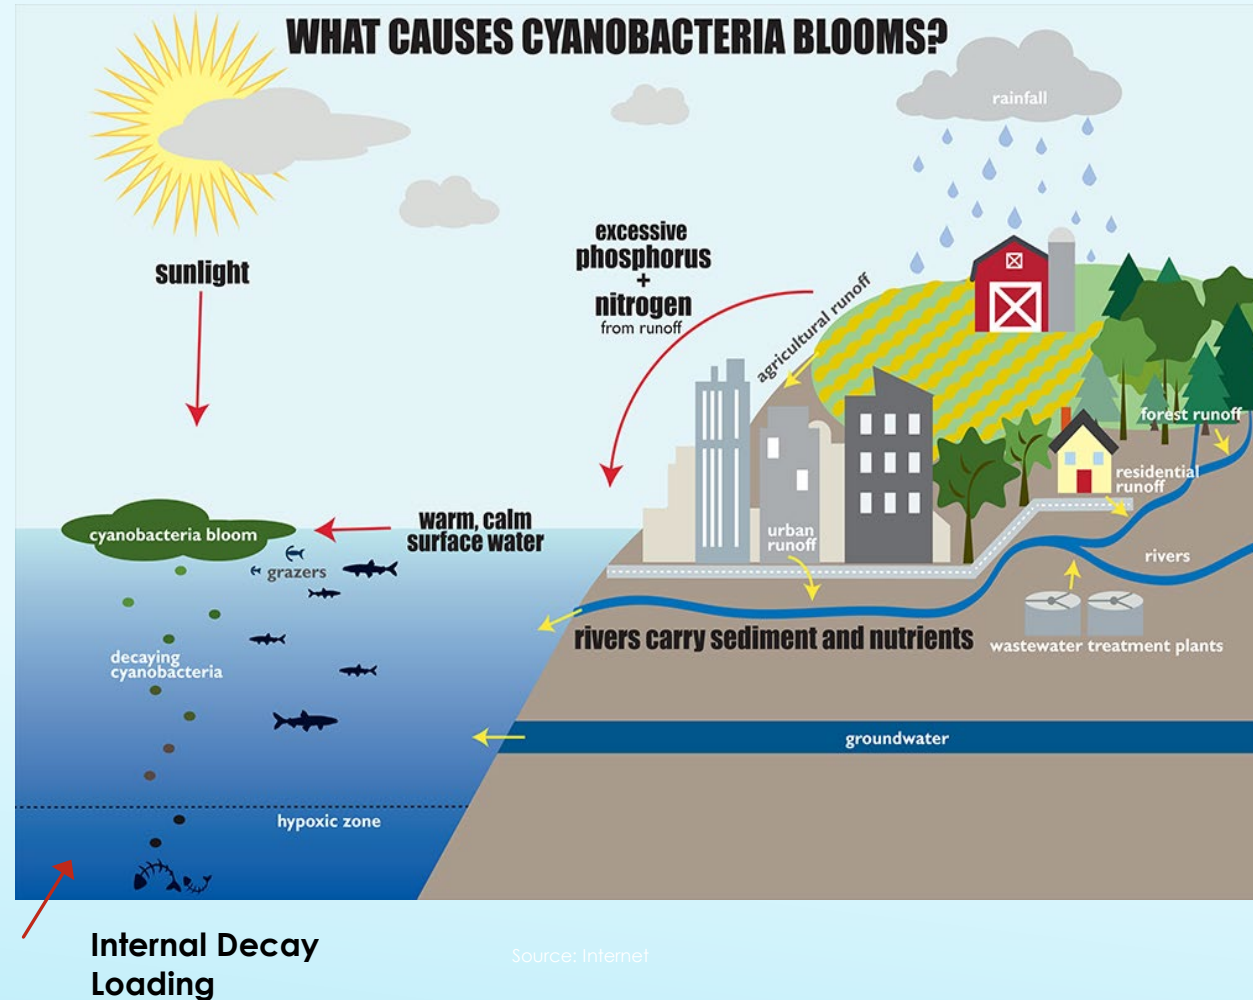 WHAT CAUSES CYANOBACTERIA BLOOMS?
rainfall
sunlight
excessive
phosphorus
+
nitrogen
from runoff
agricultural runoff
forest runoff
residential
runoff
urban
runoff
rivers
cyanobacteria bloom
warm, calm
surface water
grazers
decaying
cyanobacteria
rivers carry sediment and nutrients
wastewater treatment plants
groundwater
hypoxic zone
Internal Decay
Loading
Source: Internet